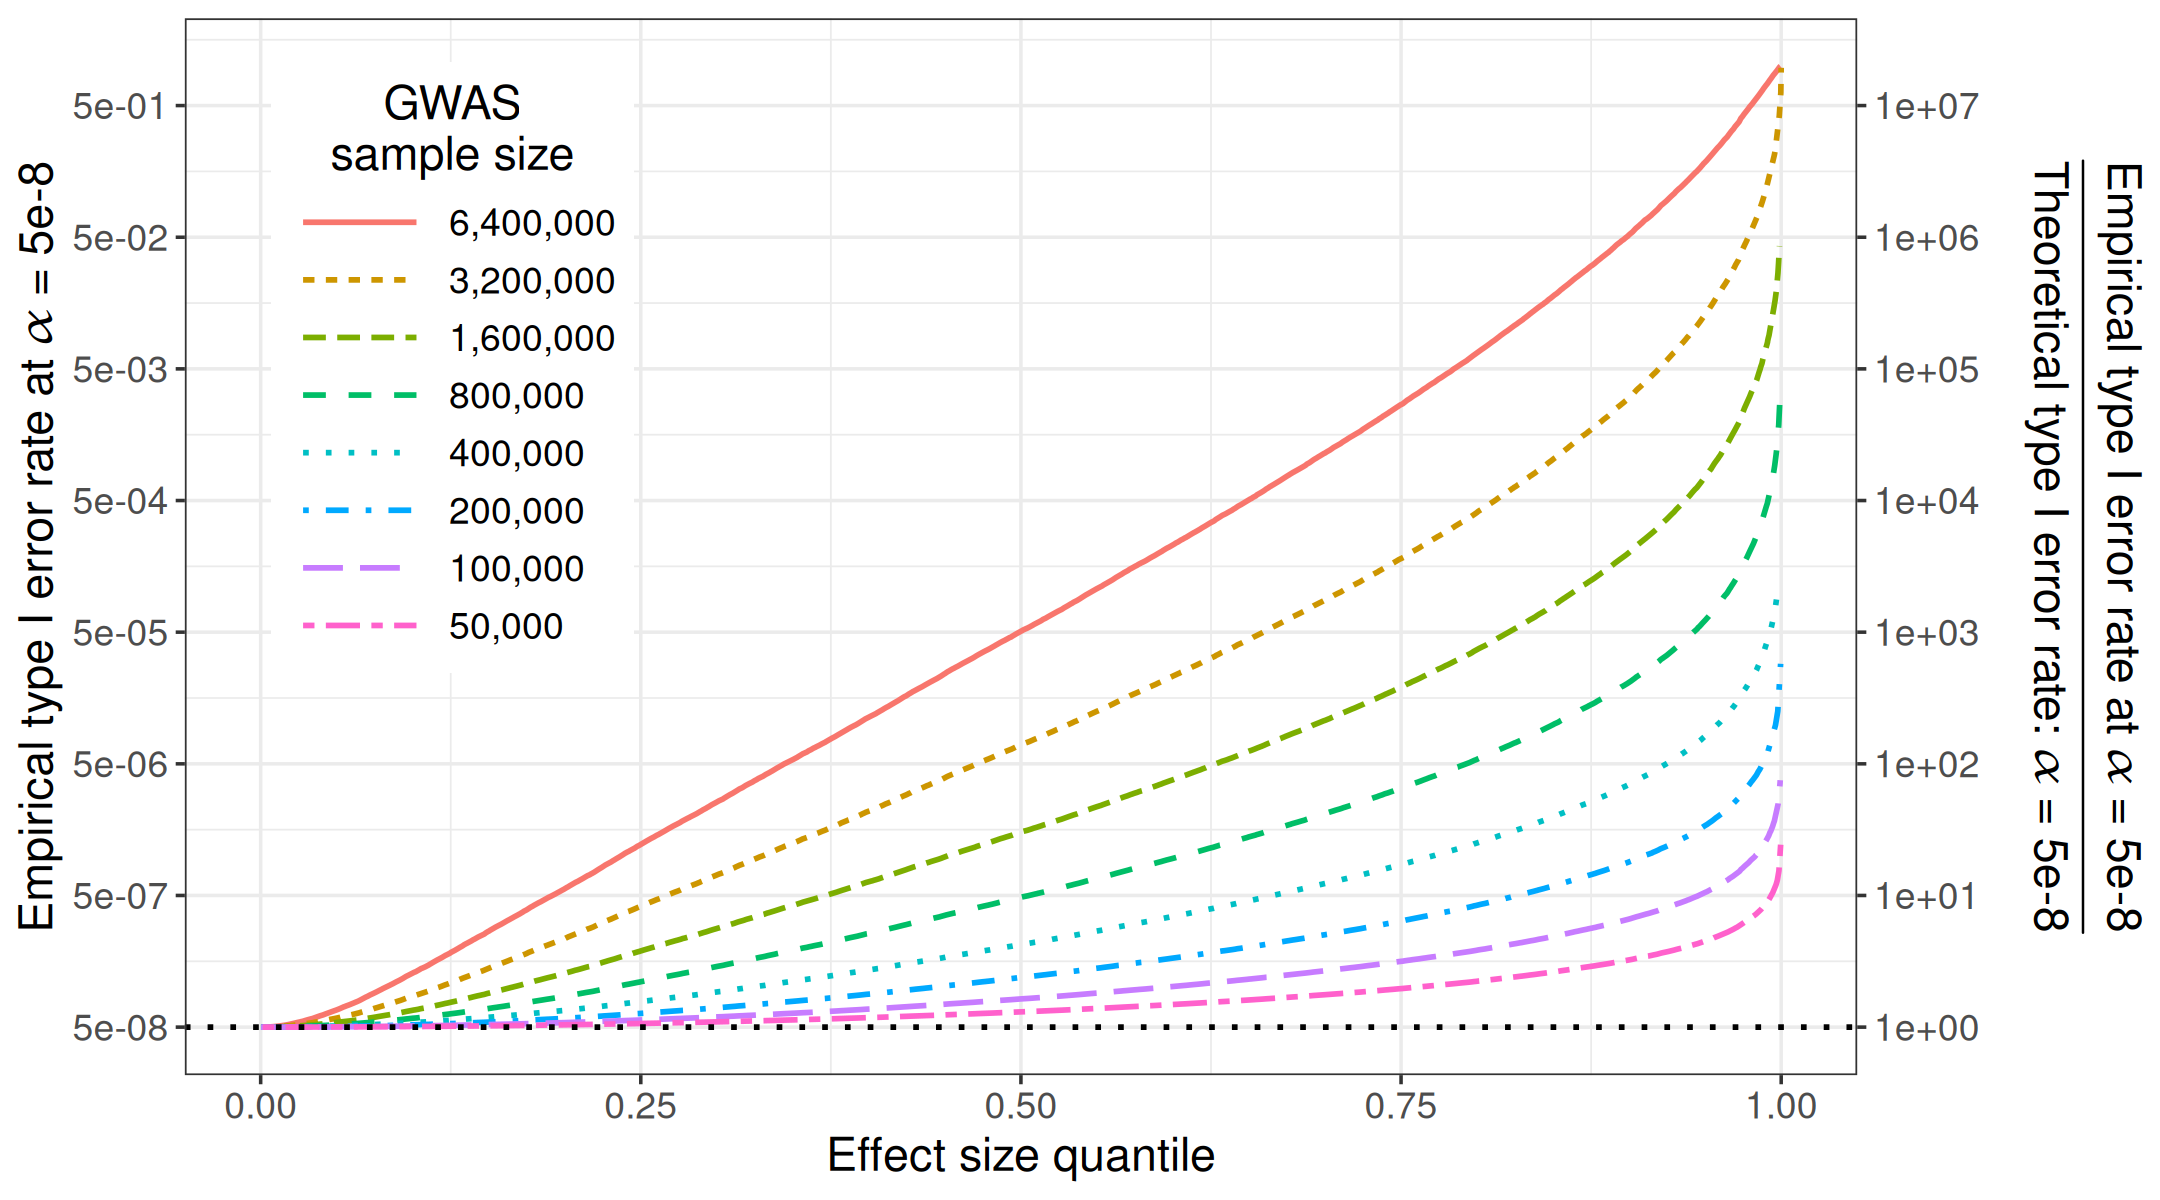 GWAS
sample size
6,400,000
3,200,000
1,600,000
800,000
400,000
200,000
100,000
50,000
5e-01
5e-02
5e-03
5e-04
5e-05
5e-06
5e-07
5e-08
Empirical type I error rate at α = 5e-8
1e+07
1e+06
1e+05
1e+04
1e+03
1e+02
1e+01
1e+00
Empirical type I error rate at α = 5e-8
Theoretical type I error rate: α = 5e-8
0.00 0.25 0.50 0.75 1.00
Effect size quantile